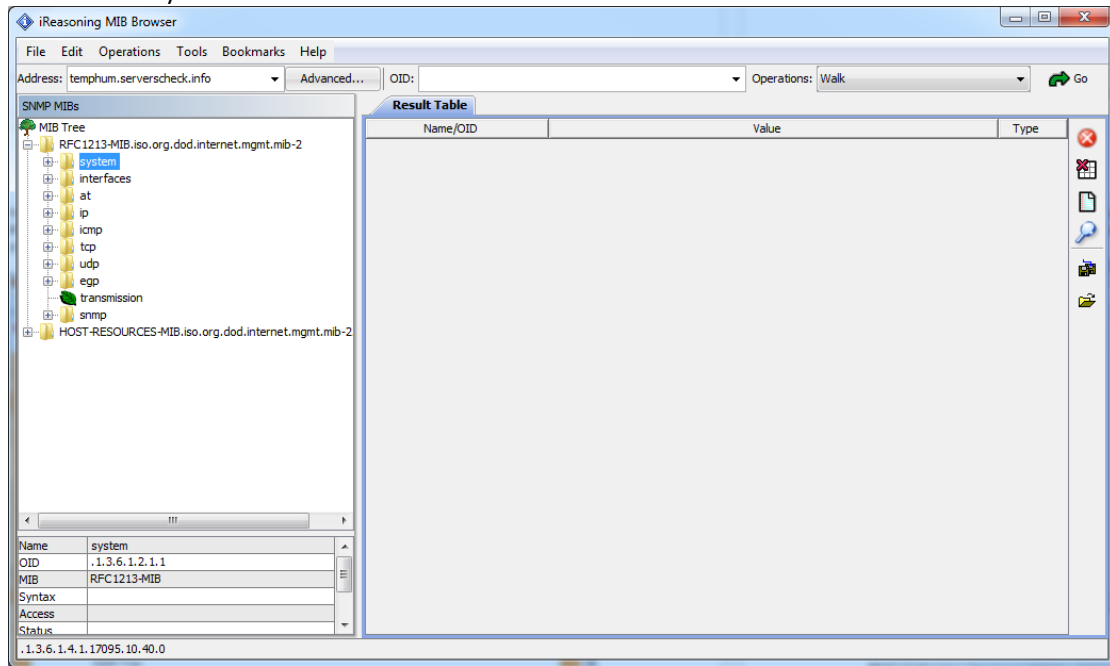 iReasoning MIB Browser
File Edit Operations Tools Bookmarks Help
Address: temphum.serverscheck.info Advanced... OID: Operations: Walk Go
SNMP MIBs
Result Table
Name/OID Value Type
MIB Tree
RFC1213-MIB.iso.org.dod.internet.mgmt.mib-2
system
interfaces
at
ip
icmp
tcp
udp
egp
transmission
snmp
HOST-RESOURCES-MIB.iso.org.dod.internet.mgmt.mib-2
Name system
OID .1.3.6.1.2.1.1
MIB RFC1213-MIB
Syntax
Access
Status
.1.3.6.1.4.1.17095.10.40.0